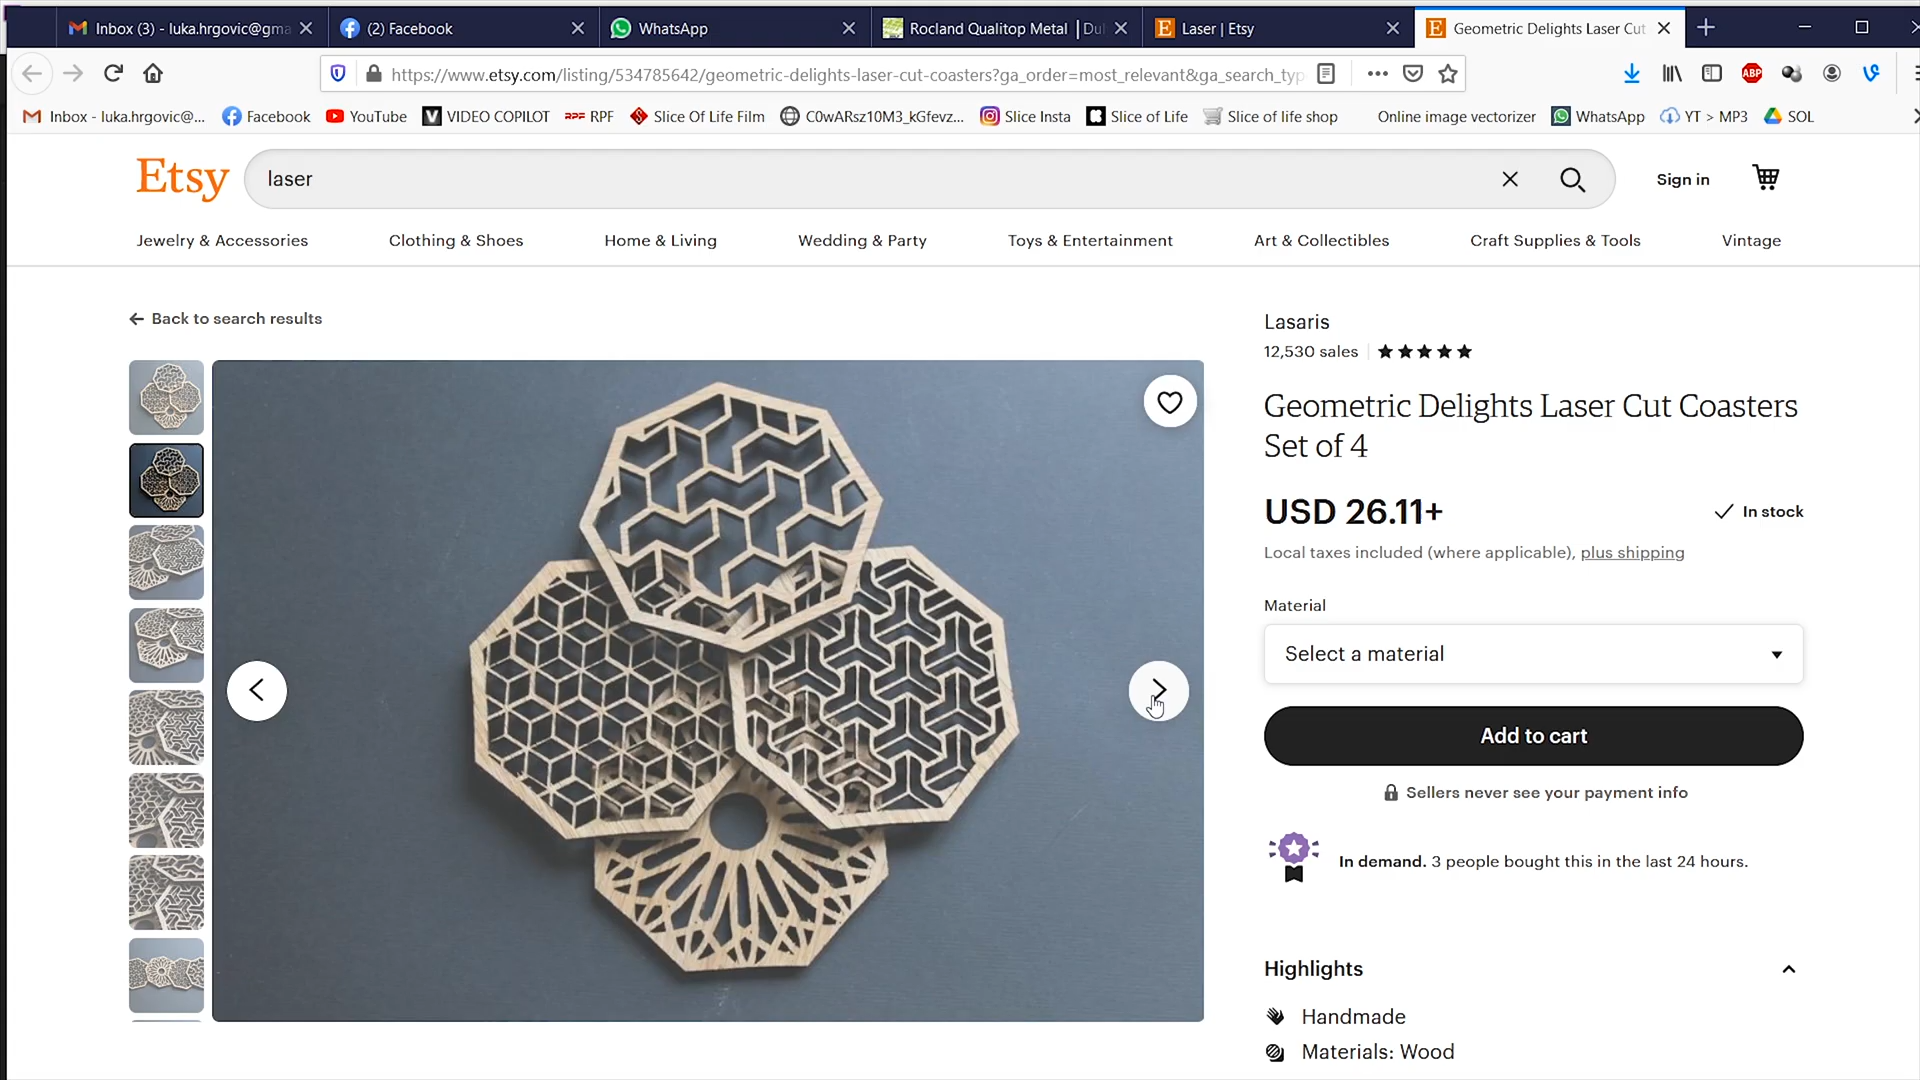 Inbox (3) - luka.hrgovic@gma
(2) Facebook
WhatsApp
Rocland Qualitop Metal | Du
Laser | Etsy
Geometric Delights Laser Cut
https://www.etsy.com/listing/534785642/geometric-delights-laser-cut-coasters?ga_order=most_relevant&ga_search_typ
ABP
Inbox - luka.hrgovic@...
Facebook
YouTube
VIDEO COPILOT
RPF
Slice Of Life Film
C0wARsz10M3_kGfevz...
Slice Insta
Slice of Life
Slice of life shop
Online image vectorizer
WhatsApp
YT > MP3
SOL
Etsy
laser
Sign in
Jewelry & Accessories
Clothing & Shoes
Home & Living
Wedding & Party
Toys & Entertainment
Art & Collectibles
Craft Supplies & Tools
Vintage
Back to search results
Lasaris
12,530 sales
Geometric Delights Laser Cut Coasters
Set of 4
USD 26.11+
In stock
Local taxes included (where applicable), plus shipping
Material
Select a material
Add to cart
Sellers never see your payment info
In demand. 3 people bought this in the last 24 hours.
Highlights
Handmade
Materials: Wood